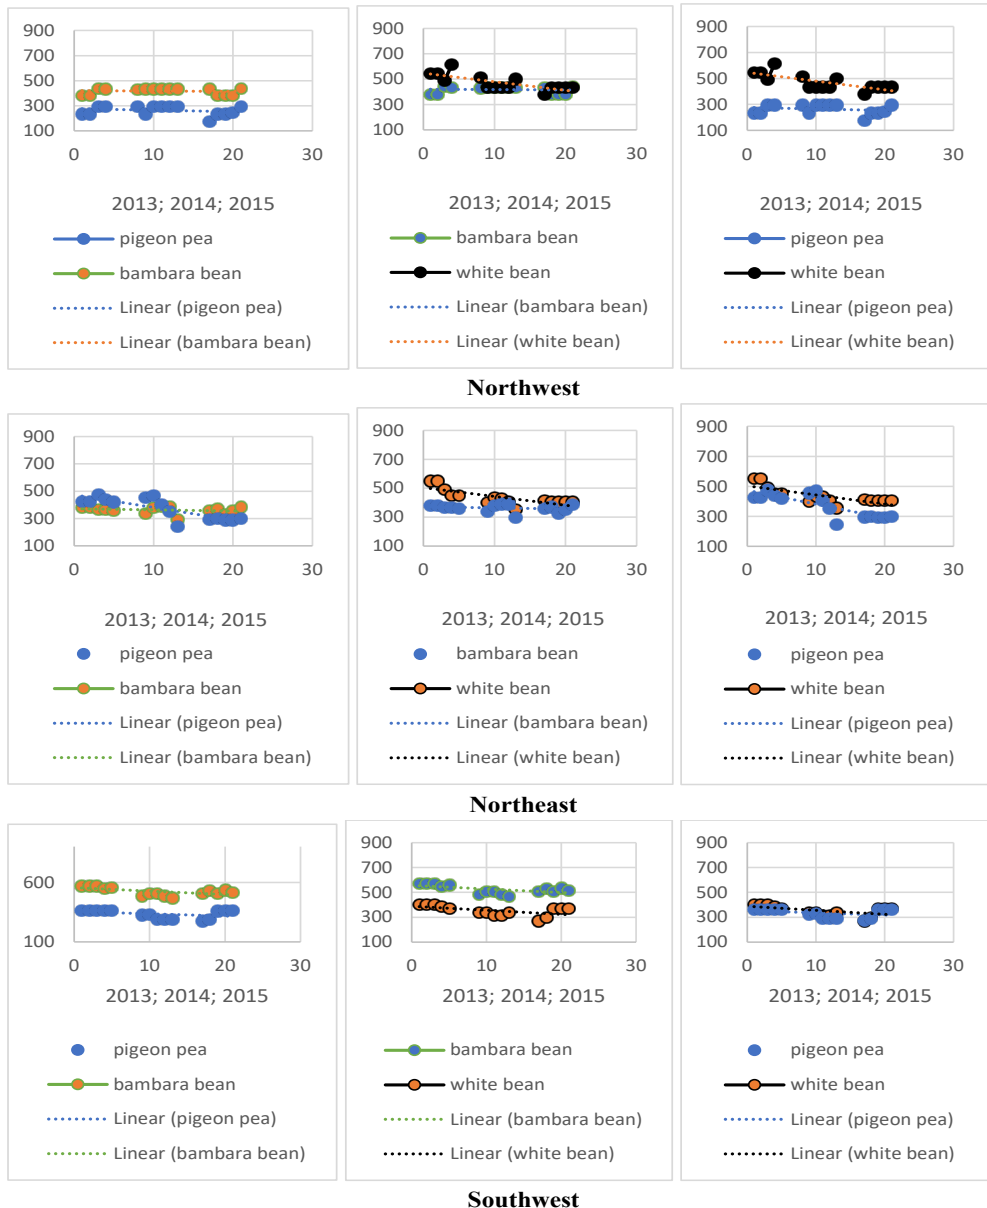 900
700
500
300
100
0 10 20 30
2013; 2014; 2015
pigeon pea
bambara bean
Linear (pigeon pea)
Linear (bambara bean)
900
700
500
300
100
0 10 20 30
2013; 2014; 2015
bambara bean
white bean
Linear (bambara bean)
Linear (white bean)
900
700
500
300
100
0 10 20 30
2013; 2014; 2015
pigeon pea
white bean
Linear (pigeon pea)
Linear (white bean)
Northwest
900
700
500
300
100
0 10 20 30
2013; 2014; 2015
pigeon pea
bambara bean
Linear (pigeon pea)
Linear (bambara bean)
900
700
500
300
100
0 10 20 30
2013; 2014; 2015
bambara bean
white bean
Linear (bambara bean)
Linear (white bean)
900
700
500
300
100
0 10 20 30
2013; 2014; 2015
pigeon pea
white bean
Linear (pigeon pea)
Linear (white bean)
Northeast
600
100
0 10 20 30
2013; 2014; 2015
pigeon pea
bambara bean
Linear (pigeon pea)
Linear (bambara bean)
900
700
500
300
100
0 10 20 30
2013; 2014; 2015
bambara bean
white bean
Linear (bambara bean)
Linear (white bean)
900
700
500
300
100
0 10 20 30
2013; 2014; 2015
pigeon pea
white bean
Linear (pigeon pea)
Linear (white bean)
Southwest